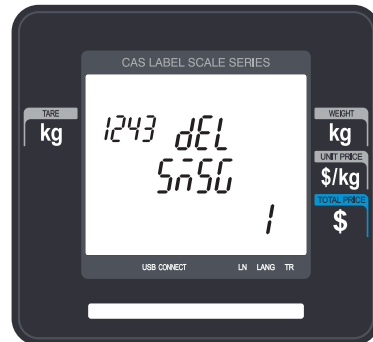 CAS LABEL SCALE SERIES
TARE
kg
1243 dEL
SñSG
1
WEIGHT
kg
UNIT PRICE
$/kg
TOTAL PRICE
$
USB CONNECT LN LANG TR